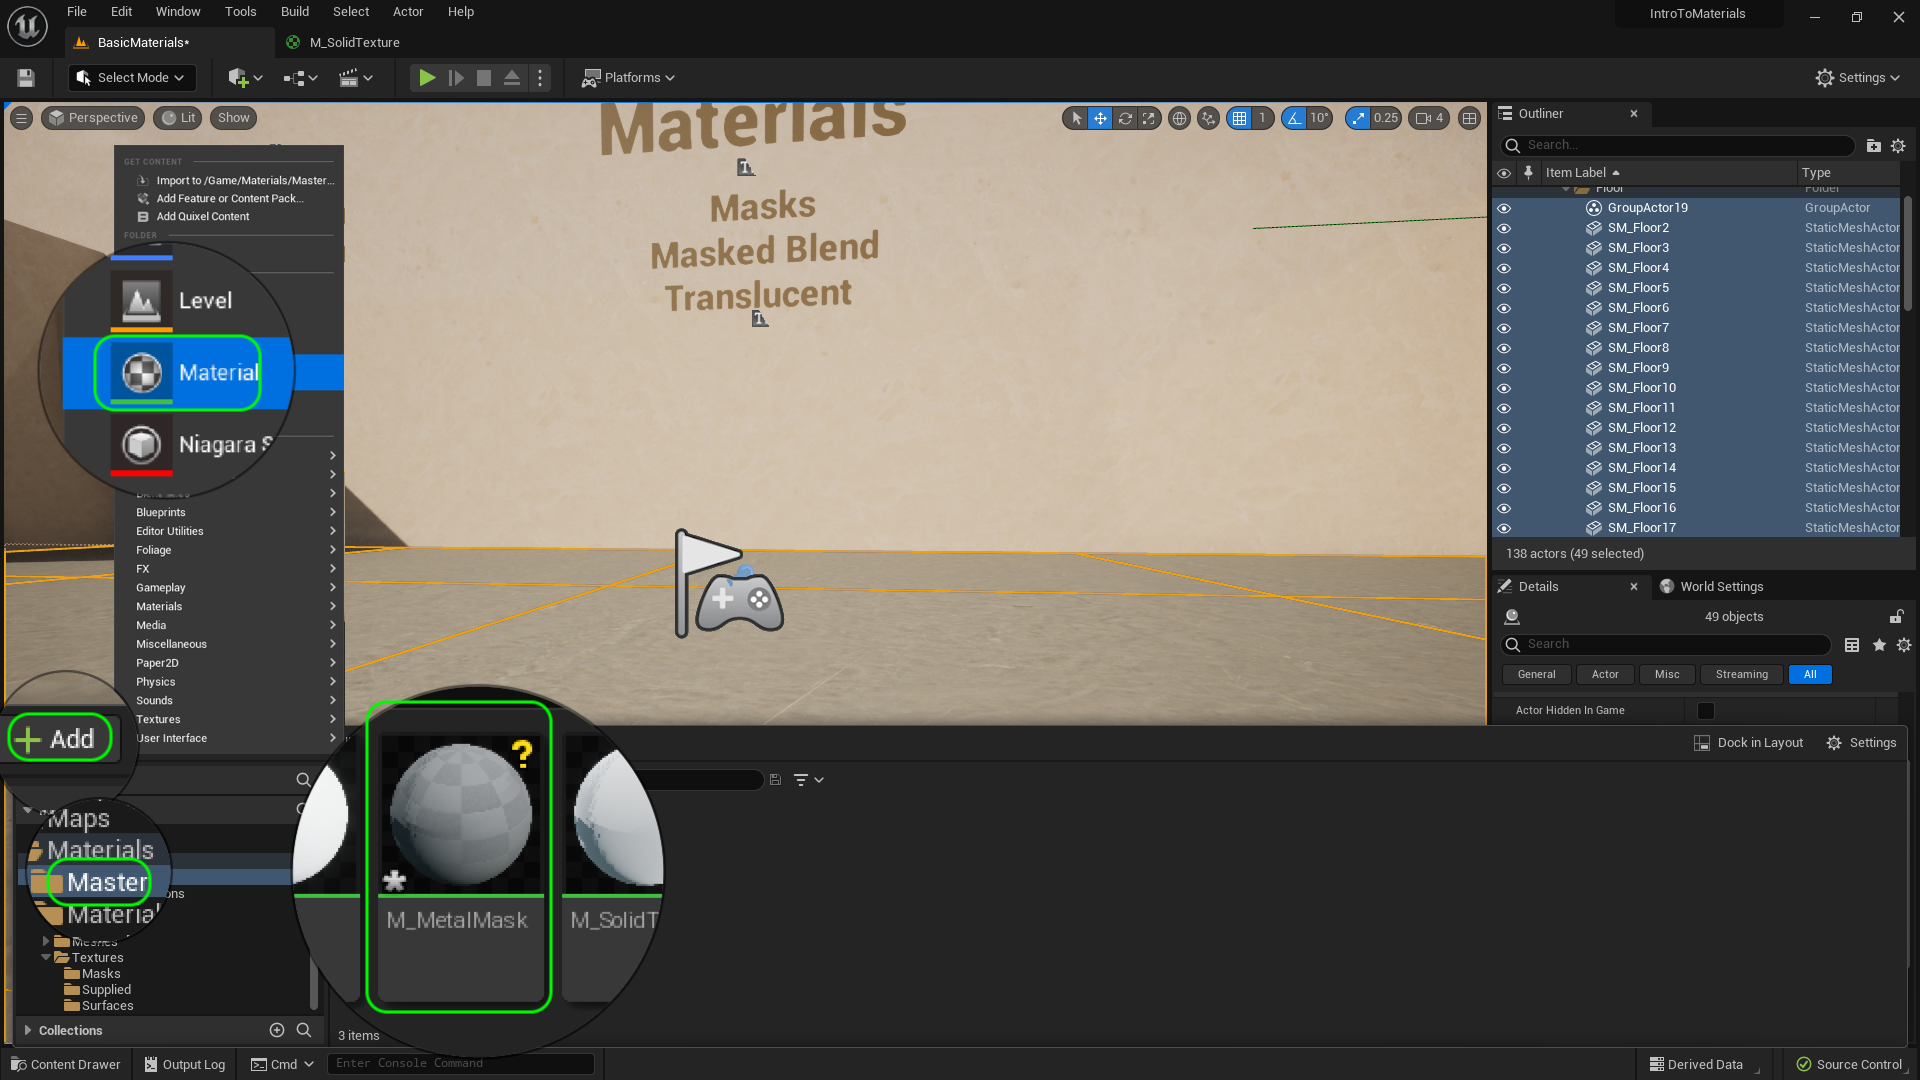 File Edit Window Tools Build Select Actor Help
IntroToMaterials
BasicMaterials*
M_SolidTexture
Select Mode
Platforms
Settings
Perspective
Lit
Show
1
10°
0.25
4
Materials
Masks
Masked Blend
Translucent
GET CONTENT
Import to /Game/Materials/Master...
Add Feature or Content Pack...
Add Quixel Content
FOLDER
Level
Material
Niagara S
Blueprints
Editor Utilities
Foliage
FX
Gameplay
Materials
Media
Miscellaneous
Paper2D
Physics
Sounds
Textures
User Interface
Add
Outliner
Search...
Item Label
Type
Floor
Folder
GroupActor19 GroupActor
SM_Floor2 StaticMeshActor
SM_Floor3 StaticMeshActor
SM_Floor4 StaticMeshActor
SM_Floor5 StaticMeshActor
SM_Floor6 StaticMeshActor
SM_Floor7 StaticMeshActor
SM_Floor8 StaticMeshActor
SM_Floor9 StaticMeshActor
SM_Floor10 StaticMeshActor
SM_Floor11 StaticMeshActor
SM_Floor12 StaticMeshActor
SM_Floor13 StaticMeshActor
SM_Floor14 StaticMeshActor
SM_Floor15 StaticMeshActor
SM_Floor16 StaticMeshActor
SM_Floor17 StaticMeshActor
138 actors (49 selected)
Details
World Settings
49 objects
Search
General
Actor
Misc
Streaming
All
Actor Hidden In Game
Dock in Layout
Settings
Maps
Materials
Master
ons
Material
Meshes
Textures
Masks
Supplied
Surfaces
Collections
?
M_MetalMask
M_SolidT
3 items
Content Drawer
Output Log
Cmd
Enter Console Command
Derived Data
Source Control